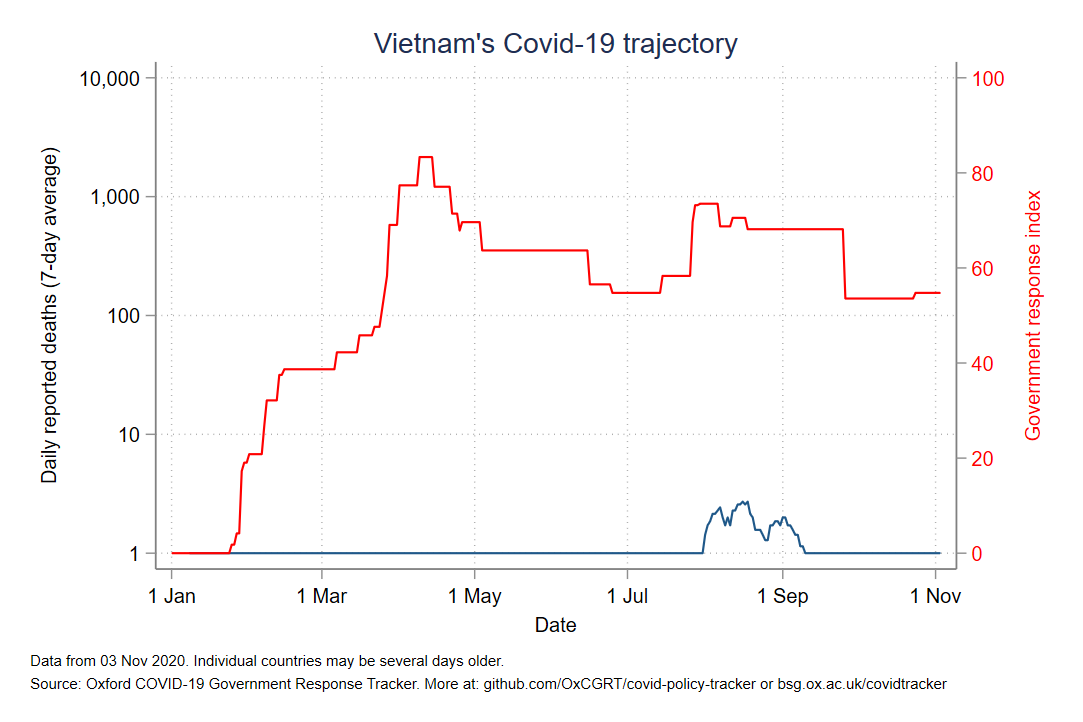 Vietnam's Covid-19 trajectory
Daily reported deaths (7-day average)
10,000
1,000
100
10
1
Government response index
100
80
60
40
20
0
1 Jan 1 Mar 1 May 1 Jul 1 Sep 1 Nov
Date
Data from 03 Nov 2020. Individual countries may be several days older.
Source: Oxford COVID-19 Government Response Tracker. More at: github.com/OxCGRT/covid-policy-tracker or bsg.ox.ac.uk/covidtracker